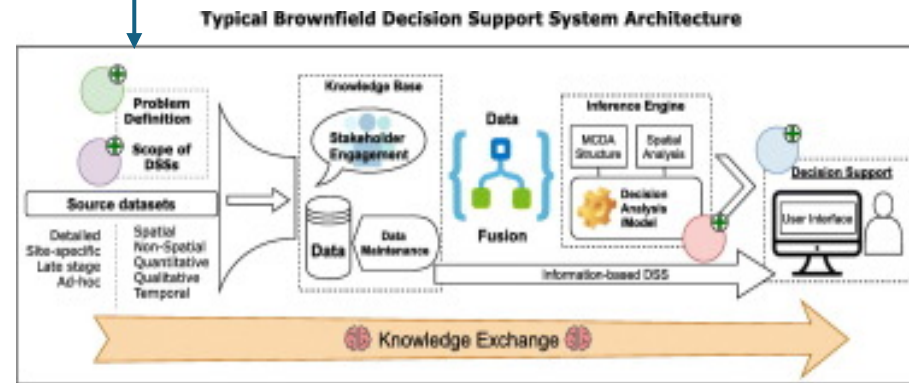 Typical Brownfield Decision Support System Architecture
Problem
Definition
Scope of
DSSs
Source datasets
Detailed
Site-specific
Late stage
Ad-hoc
Spatial
Non-Spatial
Quantitative
Qualitative
Temporal
Knowledge Base
Stakeholder
Engagement
Data
Data
Maintenance
Data
Fusion
Inference Engine
MCDA
Structure
Spatial
Analysis
Decision
Analysis
Model
Information-based DSS
Decision Support
User Interface
Knowledge Exchange